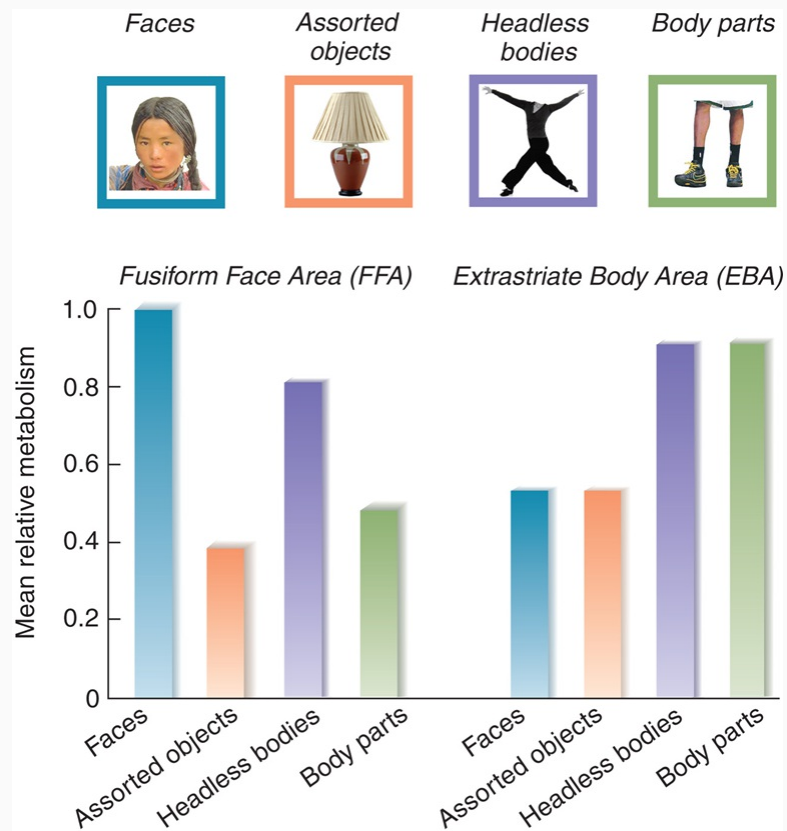 Faces
Assorted
objects
Headless
bodies
Body parts
Fusiform Face Area (FFA)
Extrastriate Body Area (EBA)
Mean relative metabolism
1.0
0.8
0.6
0.4
0.2
0
Faces
Assorted objects
Headless bodies
Body parts
Faces
Assorted objects
Headless bodies
Body parts